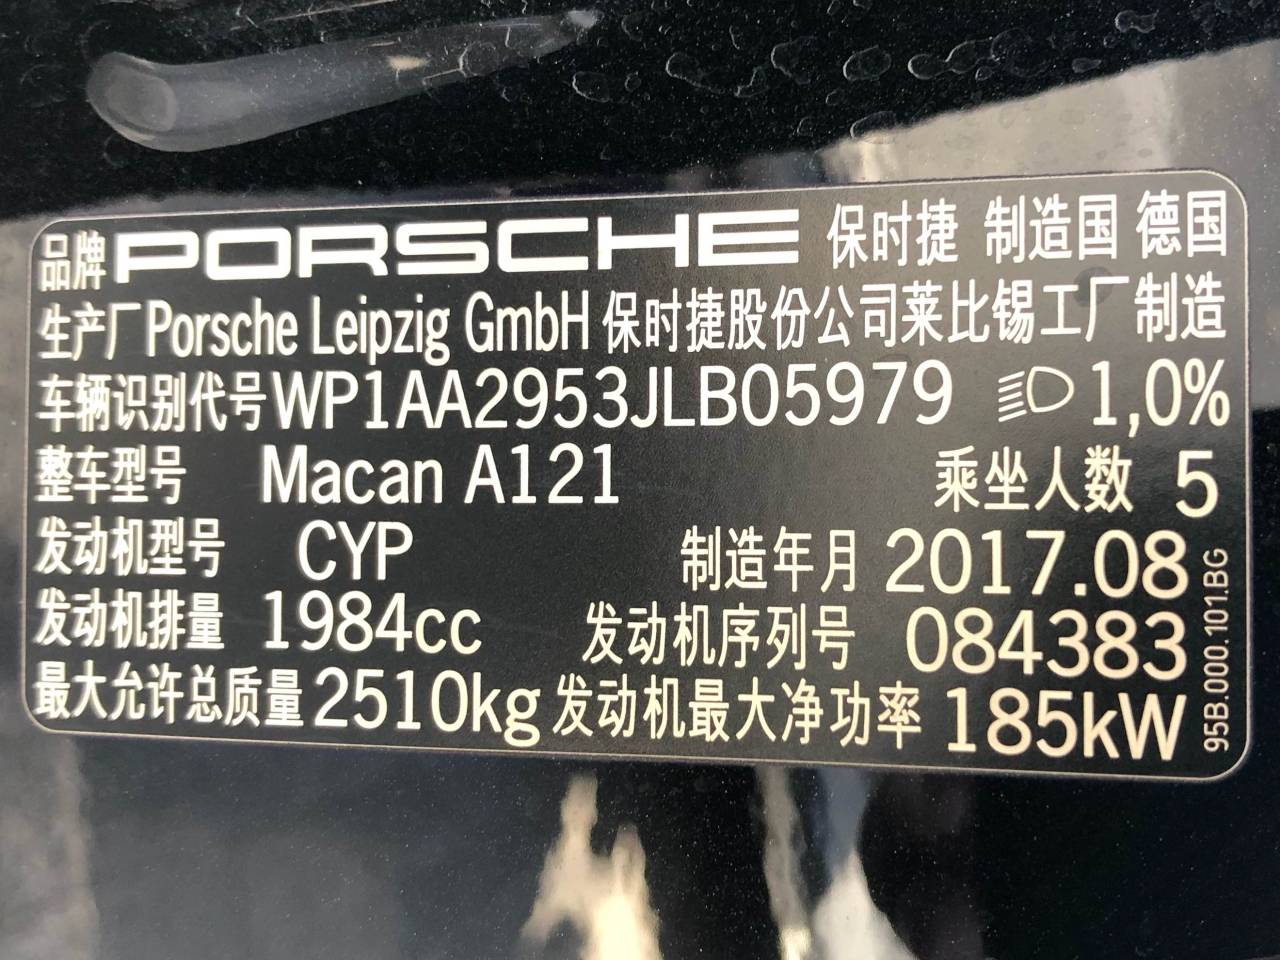 品牌 PORSCHE 保时捷 制造国 德国
生产厂 Porsche Leipzig GmbH 保时捷股份公司莱比锡工厂制造
车辆识别代号 WP1AA2953JLB05979 1,0%
整车型号 Macan A121 乘坐人数 5
发动机型号 CYP 制造年月 2017.08
发动机排量 1984cc 发动机序列号 084383
最大允许总质量 2510kg 发动机最大净功率 185kW
95B.000.101.BG